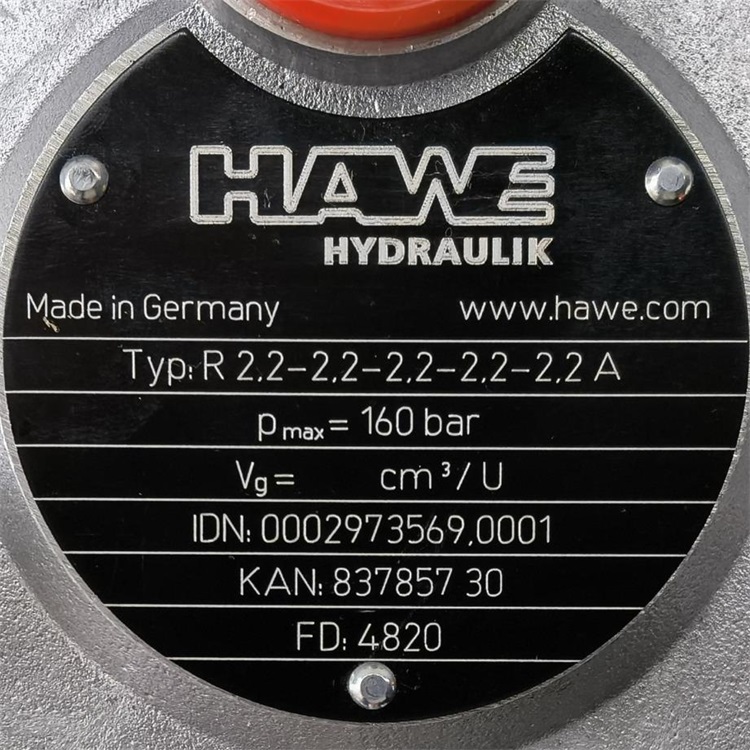 HAWE
HYDRAULIK
Made in Germany www.hawe.com
Typ: R 2,2-2,2-2,2-2,2-2,2 A
pmax = 160 bar
Vg = cm³/U
IDN: 0002973569,0001
KAN: 837857 30
FD: 4820